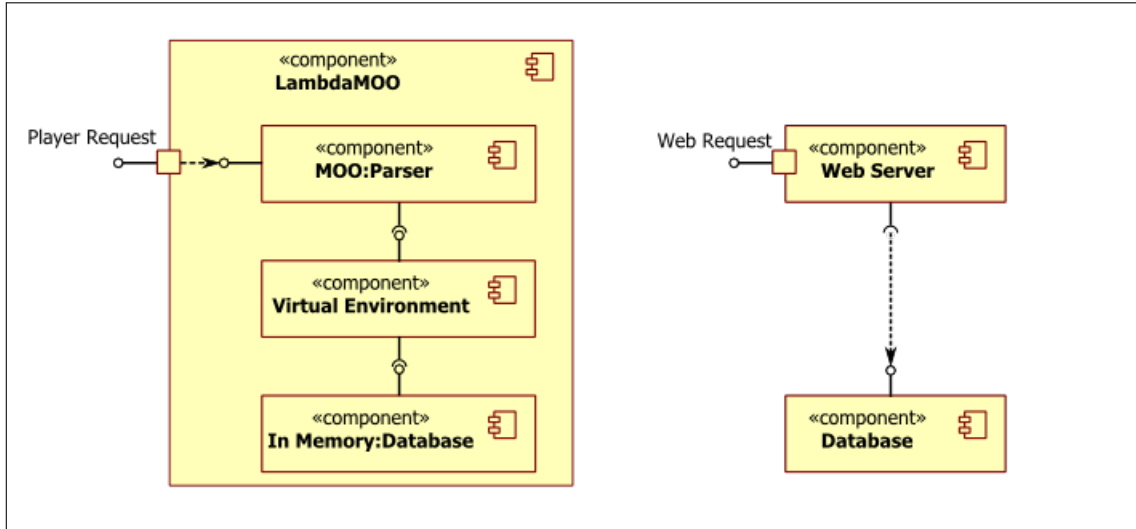 «component»
LambdaMOO
Player Request
«component»
MOO:Parser
«component»
Virtual Environment
«component»
In Memory:Database
Web Request
«component»
Web Server
«component»
Database